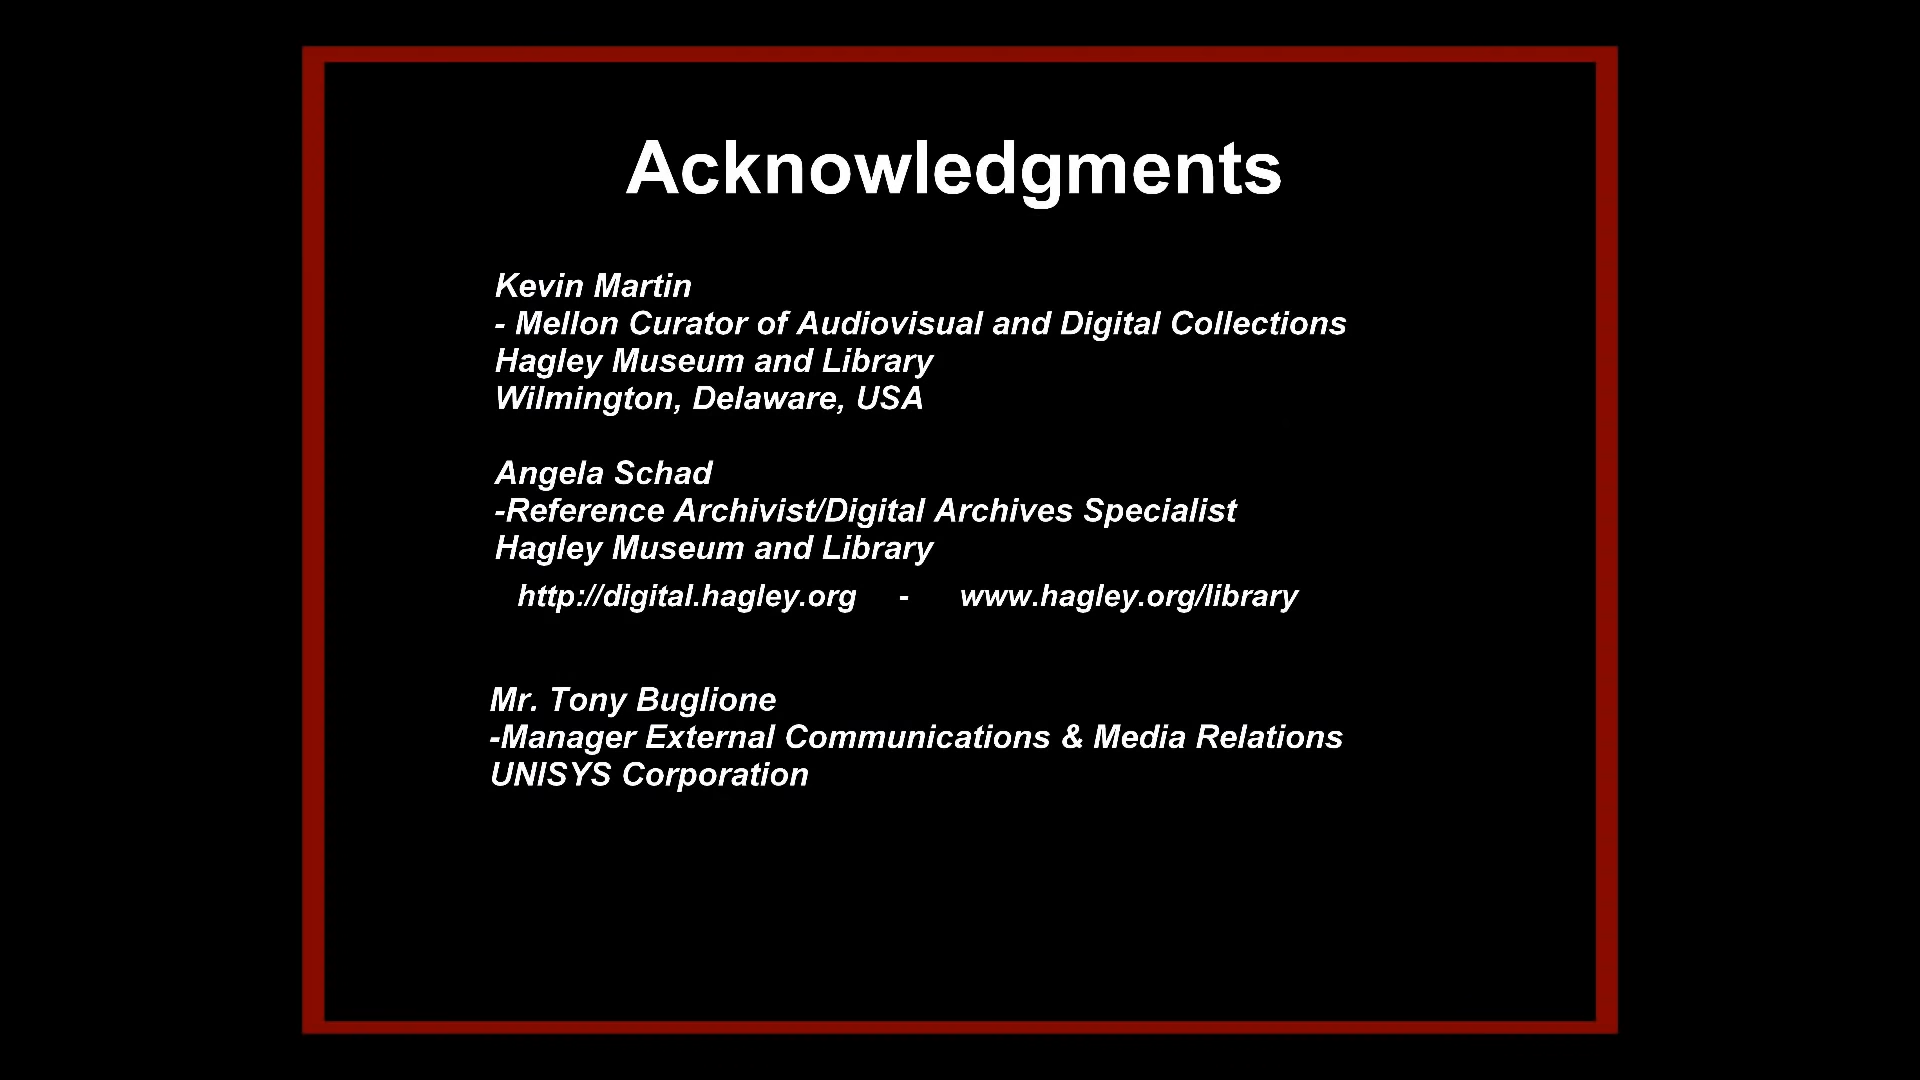 Acknowledgments
Kevin Martin
- Mellon Curator of Audiovisual and Digital Collections
Hagley Museum and Library
Wilmington, Delaware, USA
Angela Schad
-Reference Archivist/Digital Archives Specialist
Hagley Museum and Library
http://digital.hagley.org - www.hagley.org/library
Mr. Tony Buglione
-Manager External Communications & Media Relations
UNISYS Corporation